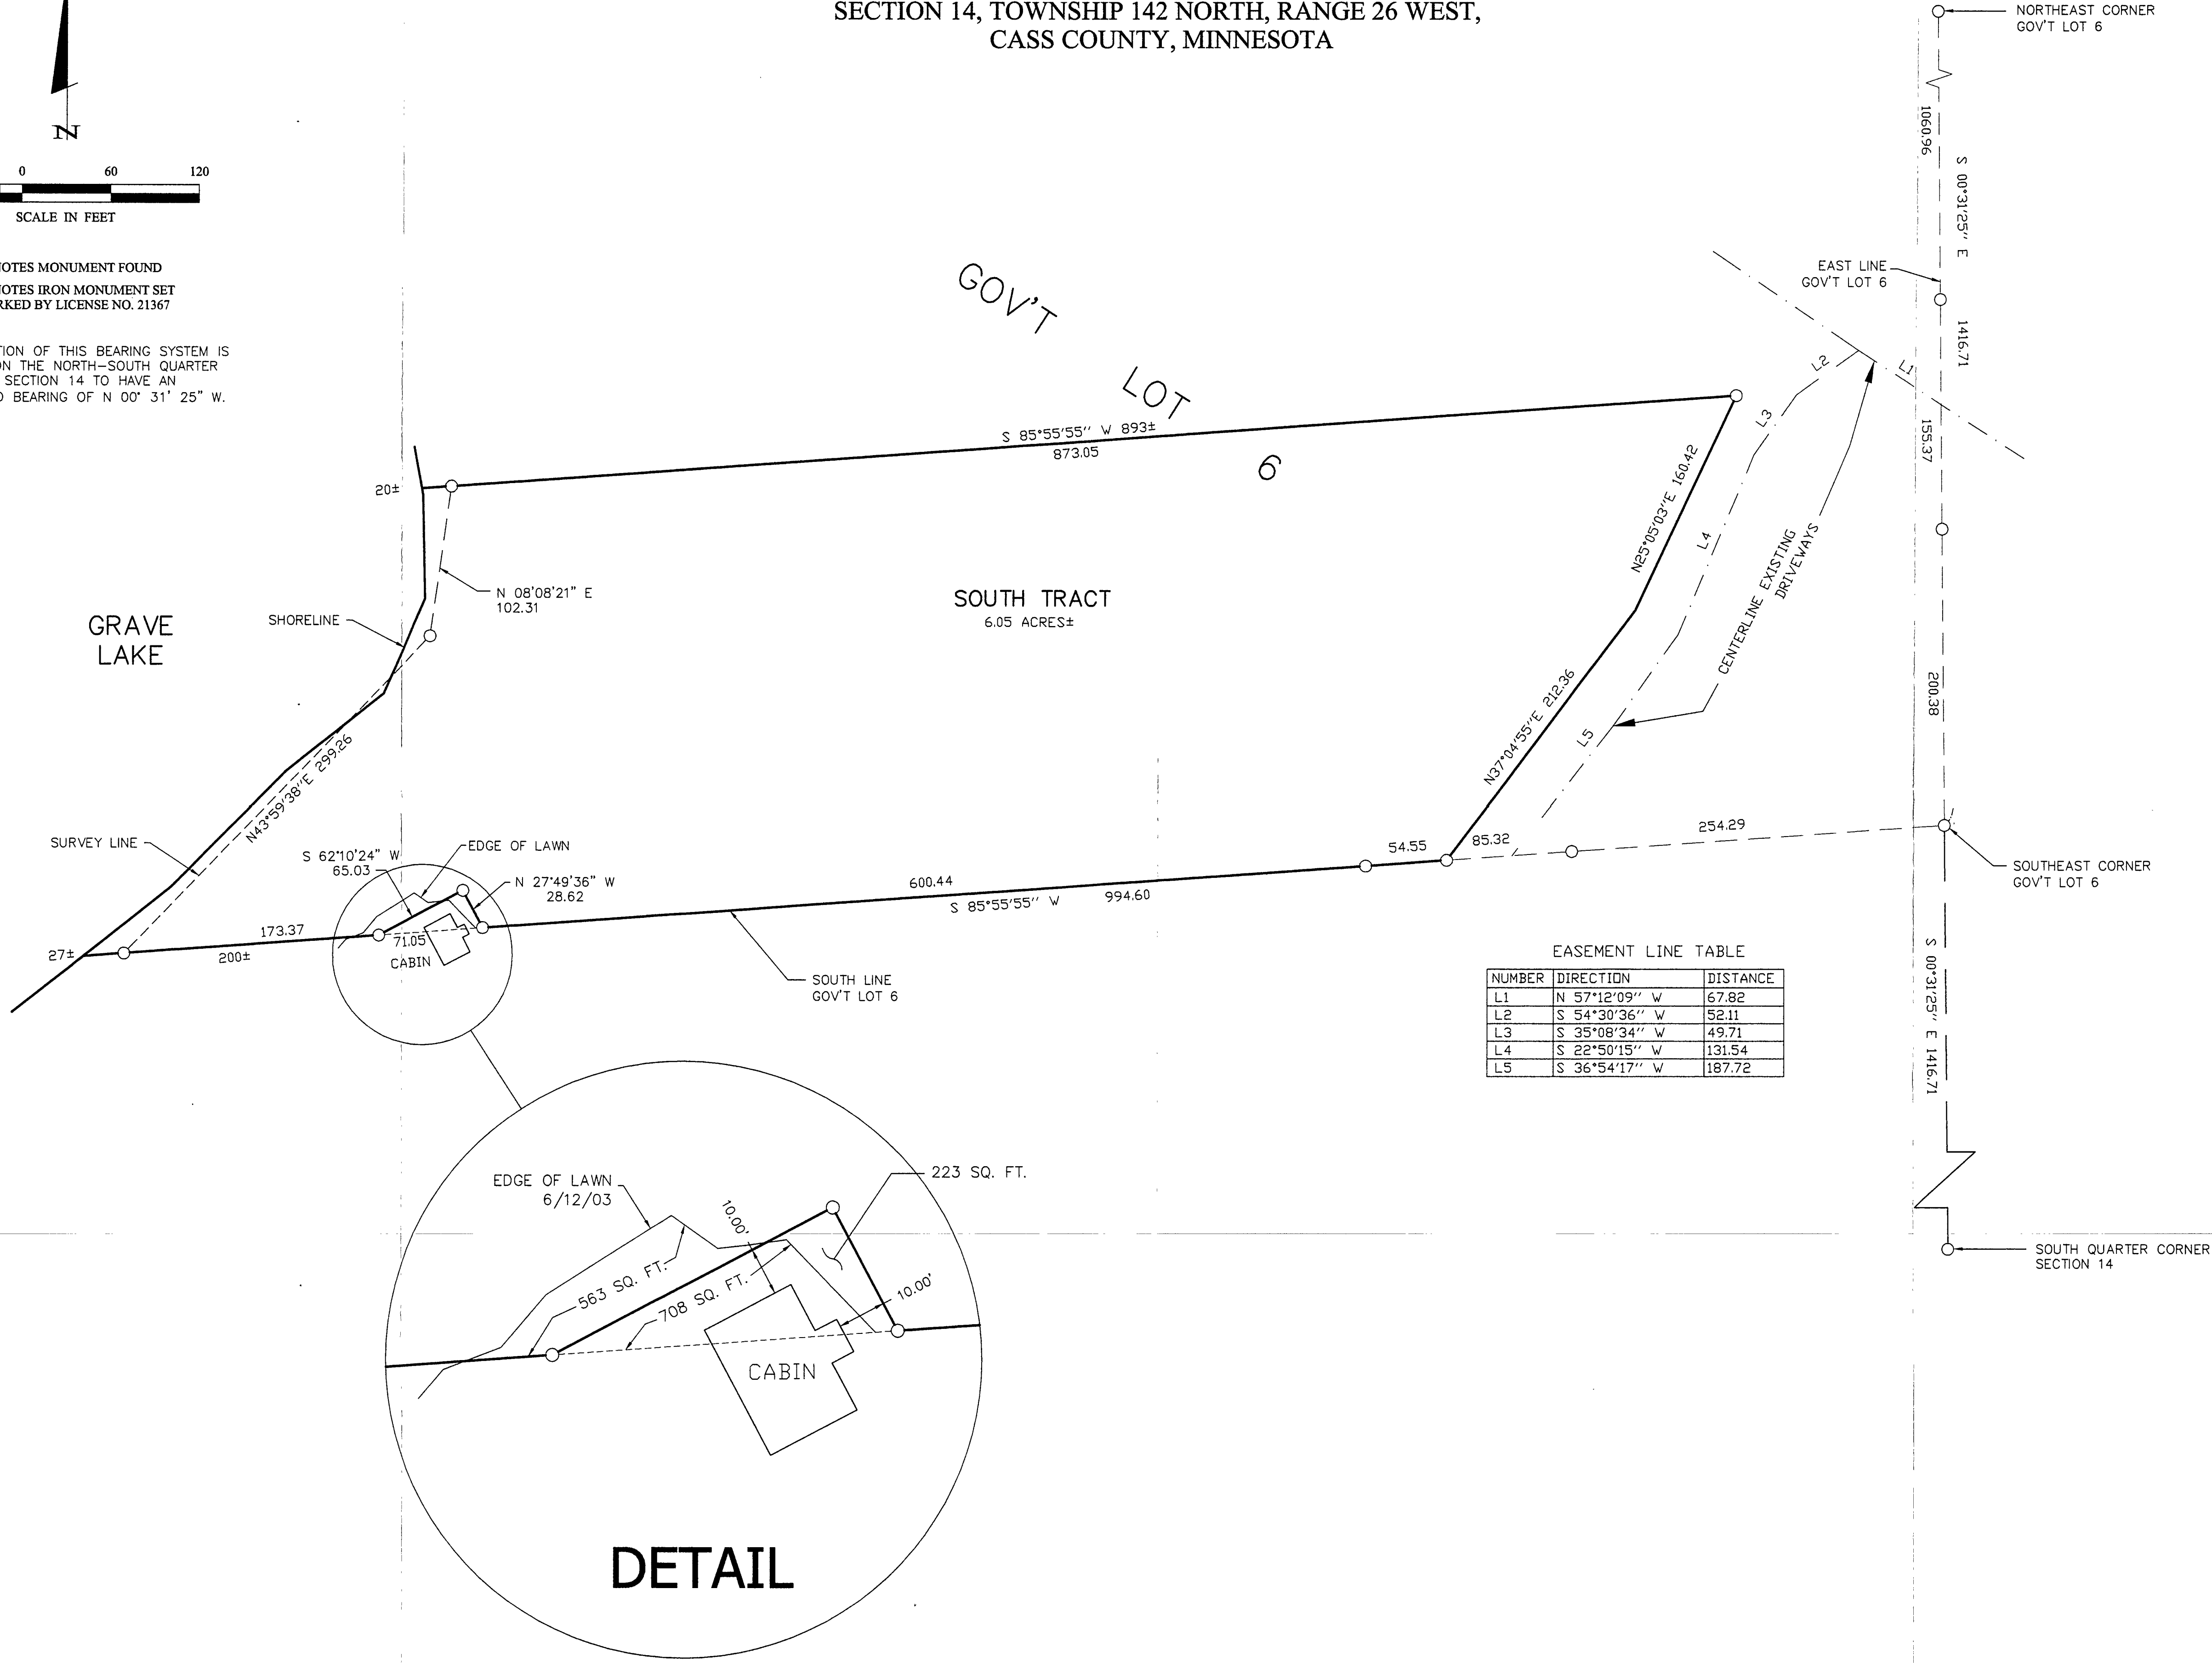 SECTION 14, TOWNSHIP 142 NORTH, RANGE 26 WEST,
CASS COUNTY, MINNESOTA
N
0 60 120
SCALE IN FEET
NOTES MONUMENT FOUND
NOTES IRON MONUMENT SET
RKED BY LICENSE NO. 21367
TION OF THIS BEARING SYSTEM IS
ON THE NORTH-SOUTH QUARTER
SECTION 14 TO HAVE AN
D BEARING OF N 00° 31' 25" W.
NORTHEAST CORNER
GOV'T LOT 6
1060.96
S 00°31'25" E
1416.71
EAST LINE
GOV'T LOT 6
155.37
200.38
L1
L2
L3
L4
L5
CENTERLINE EXISTING
DRIVEWAYS
GOV'T
LOT
6
S 85°55'55" W 893±
873.05
20±
N25°05'03"E 160.42
N37°04'55"E 212.36
N 08'08'21" E
102.31
SOUTH TRACT
6.05 ACRES±
GRAVE
LAKE
SHORELINE
N43°59'38"E 299.26
SURVEY LINE
S 62°10'24" W
65.03
EDGE OF LAWN
N 27°49'36" W
28.62
173.37
27±
200±
71.05
CABIN
600.44
S 85°55'55" W 994.60
54.55
85.32
254.29
SOUTH LINE
GOV'T LOT 6
SOUTHEAST CORNER
GOV'T LOT 6
S 00°31'25" E 1416.71
EASEMENT LINE TABLE
NUMBER DIRECTION DISTANCE
L1 N 57°12'09" W 67.82
L2 S 54°30'36" W 52.11
L3 S 35°08'34" W 49.71
L4 S 22°50'15" W 131.54
L5 S 36°54'17" W 187.72
EDGE OF LAWN
6/12/03
223 SQ. FT.
10.00'
563 SQ. FT.
708 SQ. FT.
10.00'
CABIN
DETAIL
SOUTH QUARTER CORNER
SECTION 14